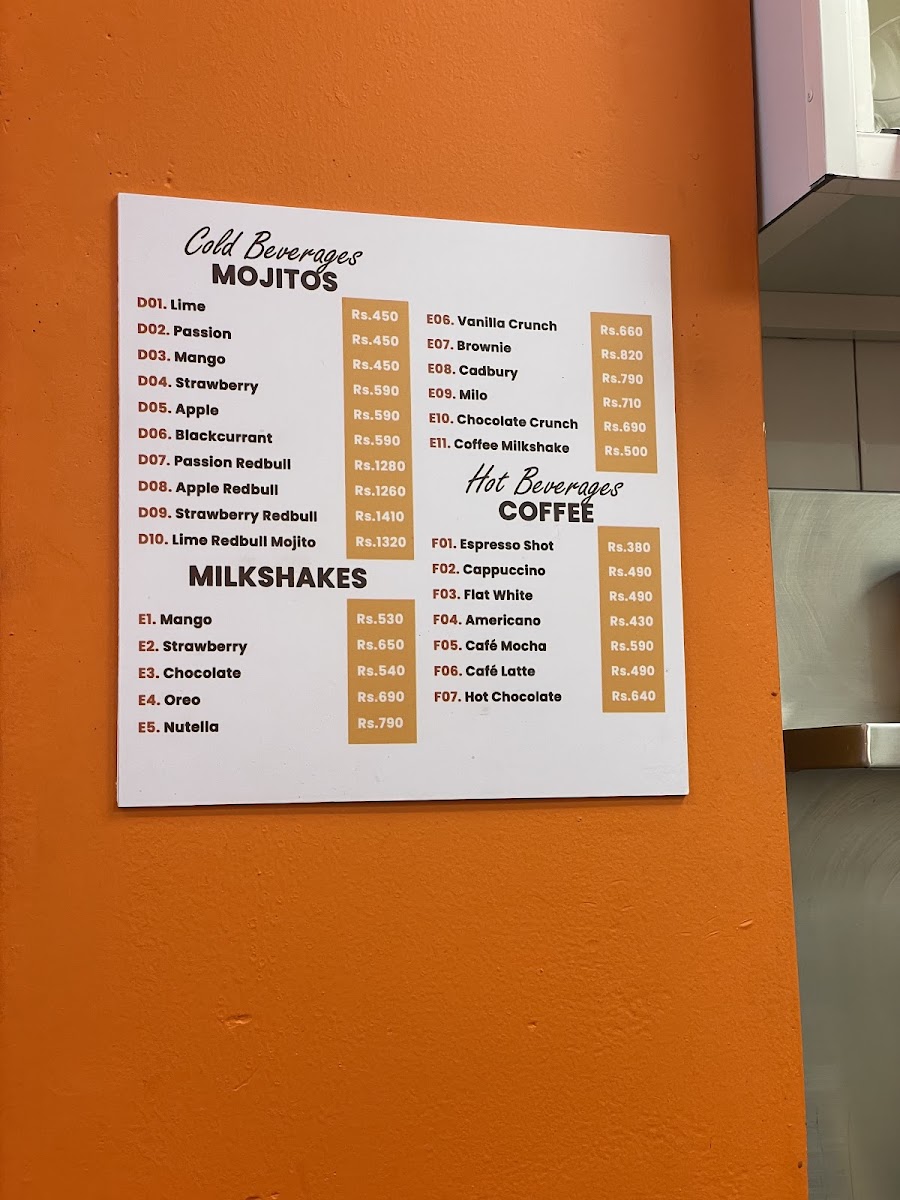 Cold Beverages
MOJITOS
D01. Lime Rs.450
D02. Passion Rs.450
D03. Mango Rs.450
D04. Strawberry Rs.590
D05. Apple Rs.590
D06. Blackcurrant Rs.590
D07. Passion Redbull Rs.1280
D08. Apple Redbull Rs.1260
D09. Strawberry Redbull Rs.1410
D10. Lime Redbull Mojito Rs.1320
MILKSHAKES
E1. Mango Rs.530
E2. Strawberry Rs.650
E3. Chocolate Rs.540
E4. Oreo Rs.690
E5. Nutella Rs.790
E06. Vanilla Crunch Rs.660
E07. Brownie Rs.820
E08. Cadbury Rs.790
E09. Milo Rs.710
E10. Chocolate Crunch Rs.690
E11. Coffee Milkshake Rs.500
Hot Beverages
COFFEE
F01. Espresso Shot Rs.380
F02. Cappuccino Rs.490
F03. Flat White Rs.490
F04. Americano Rs.430
F05. Café Mocha Rs.590
F06. Café Latte Rs.490
F07. Hot Chocolate Rs.640